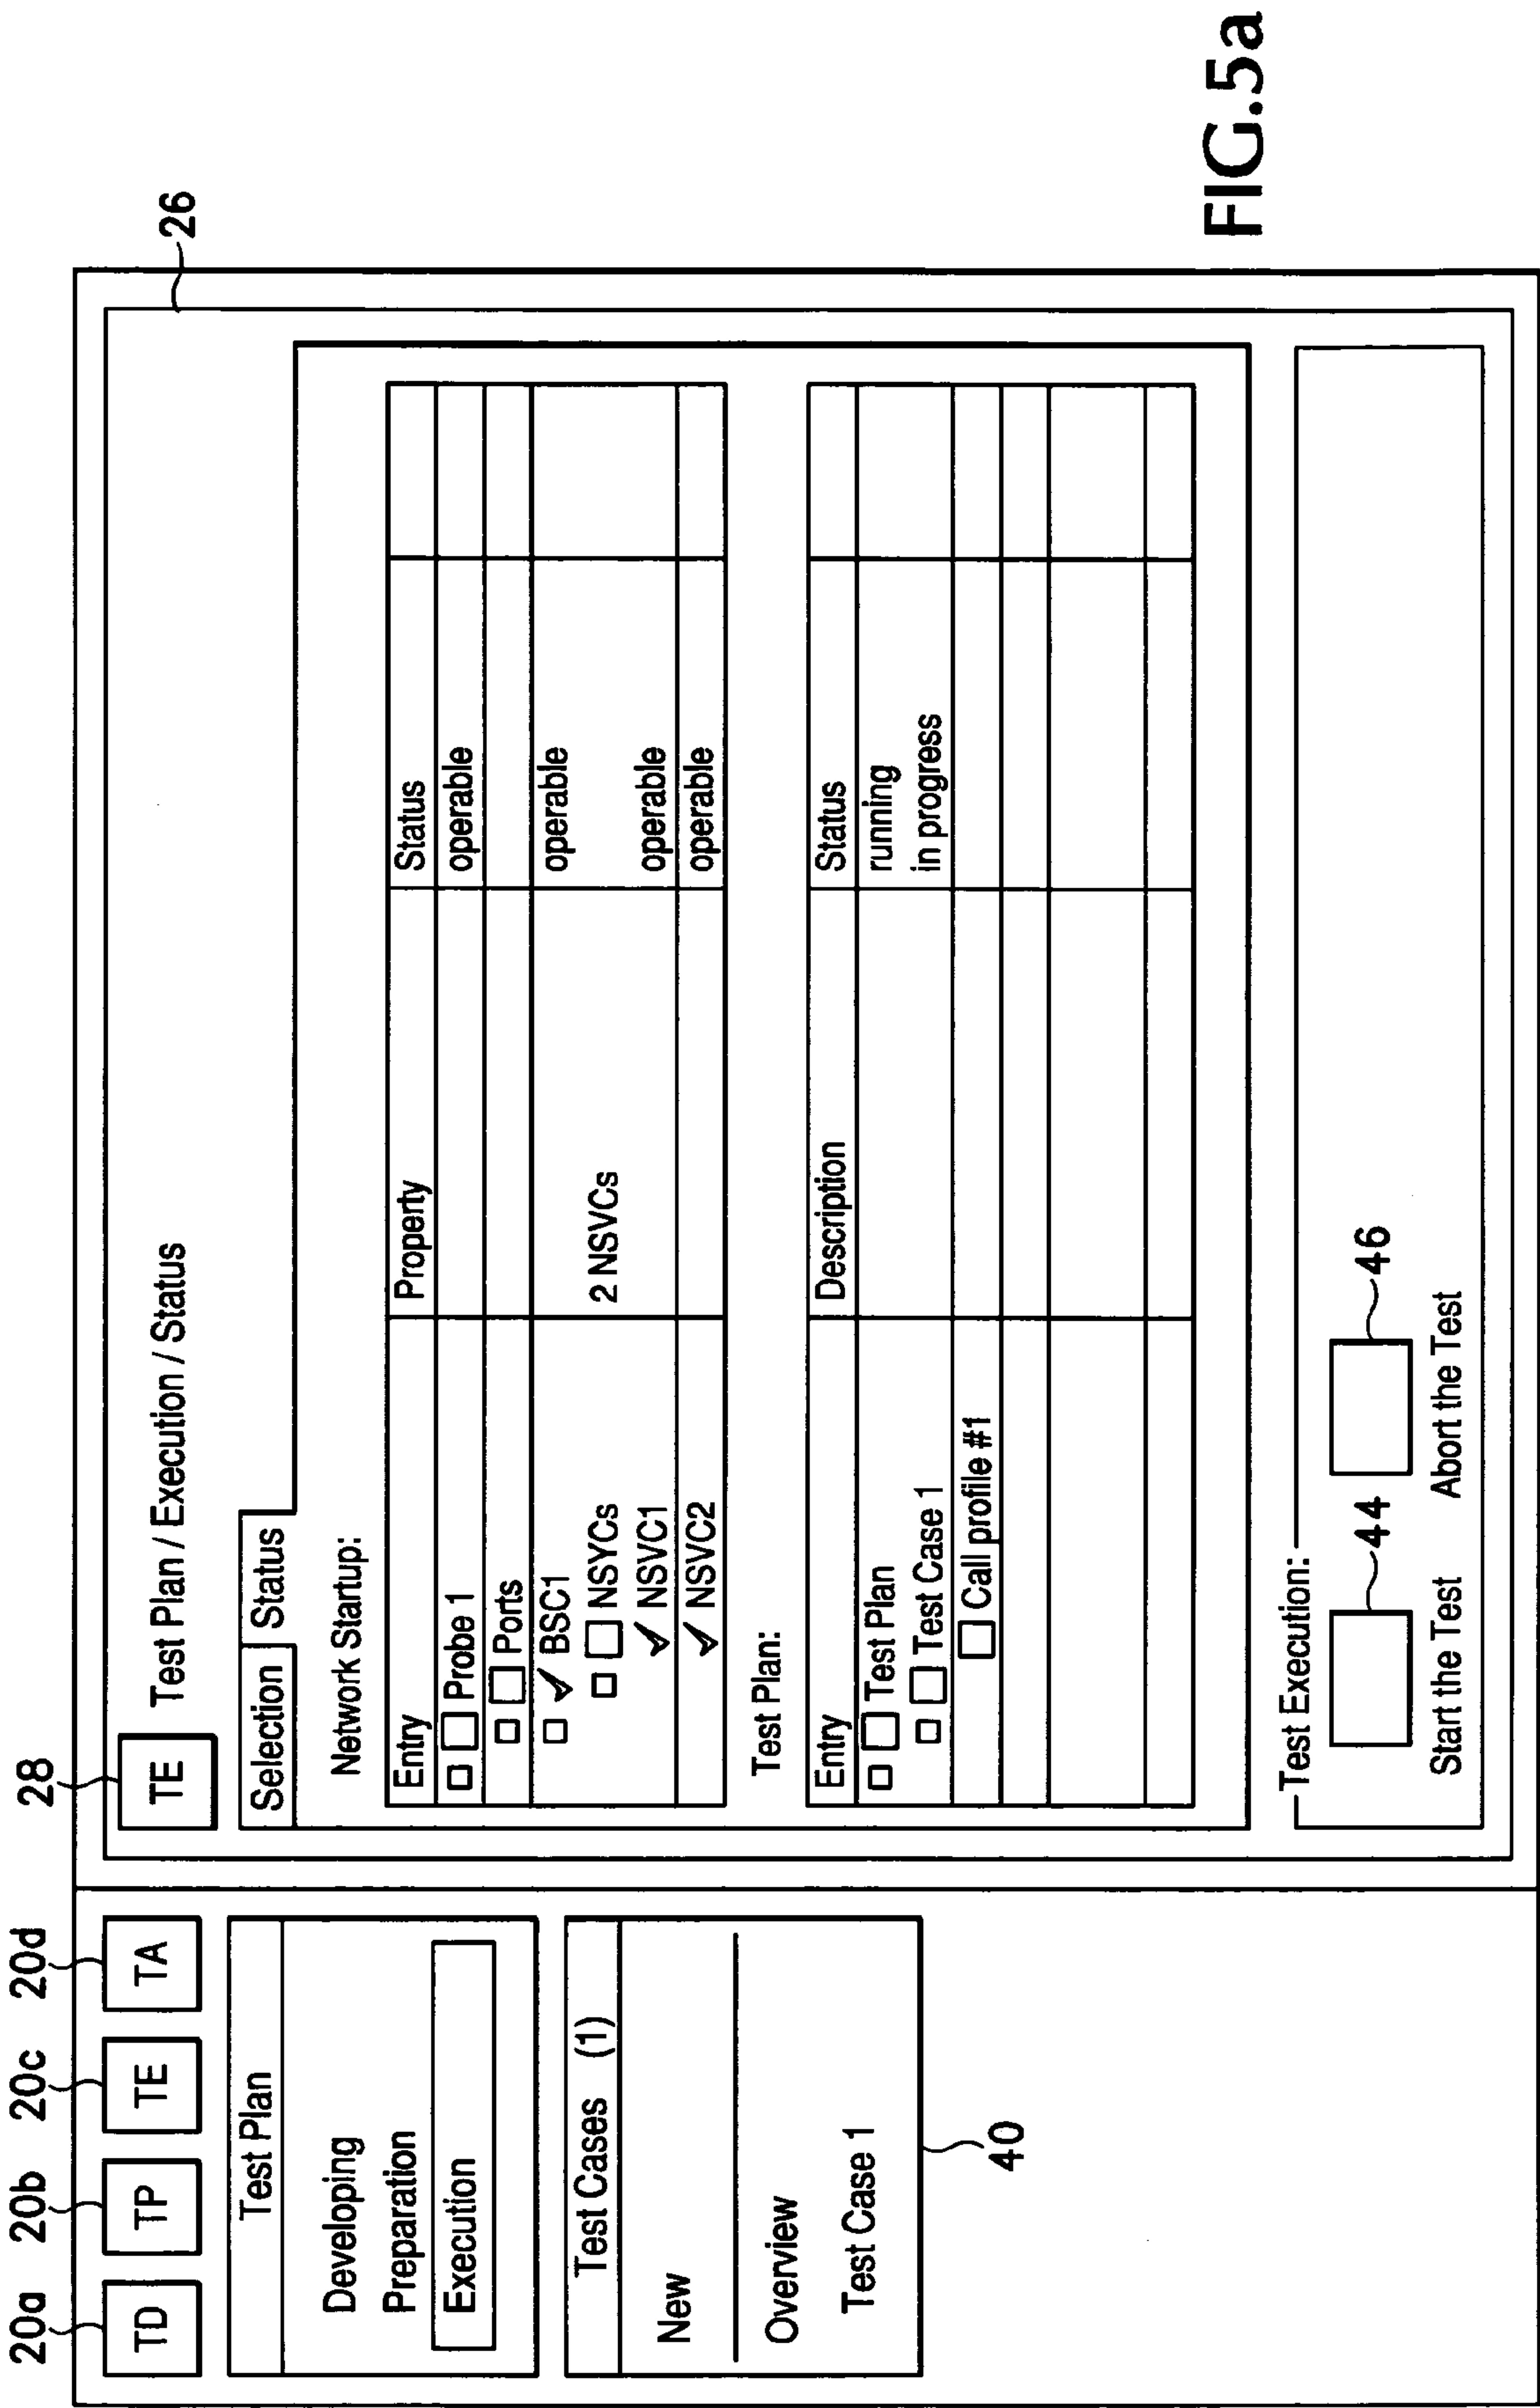 20a 20b 20c 20d 28
TD TP TE TA
Test Plan
Developing
Preparation
Execution
Test Cases (1)
New
Overview
Test Case 1
40
26
TE Test Plan / Execution / Status
Selection Status
Network Startup:
Entry Property Status
Probe 1 operable
Ports
BSC1 operable
NSYCs 2 NSVCs
NSVC1 operable
NSVC2 operable
Test Plan:
Entry Description Status
Test Plan running
Test Case 1 in progress
Call profile #1
Test Execution:
44 46
Start the Test Abort the Test
FIG.5a